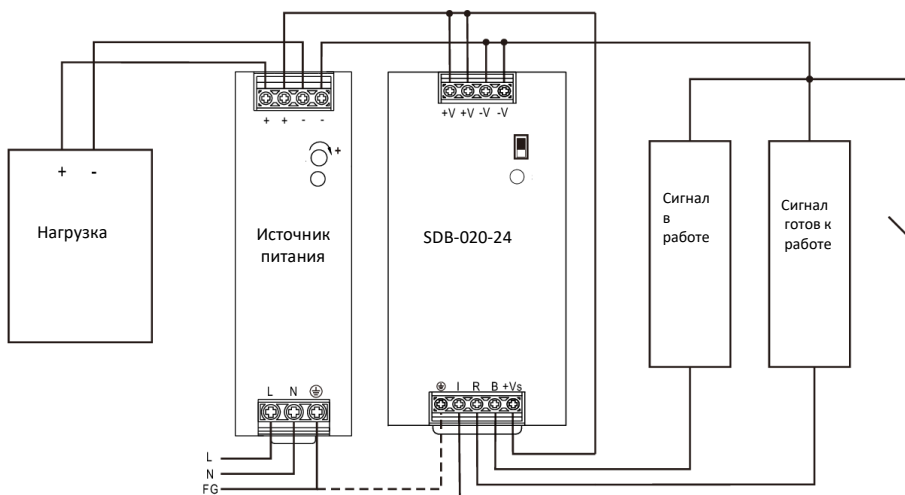 + + - -
+V +V -V -V
+
+ -
Нагрузка
Источник
питания
SDB-020-24
Сигнал
в
работе
Сигнал
готов к
работе
L N
I R B +Vs
L
N
FG